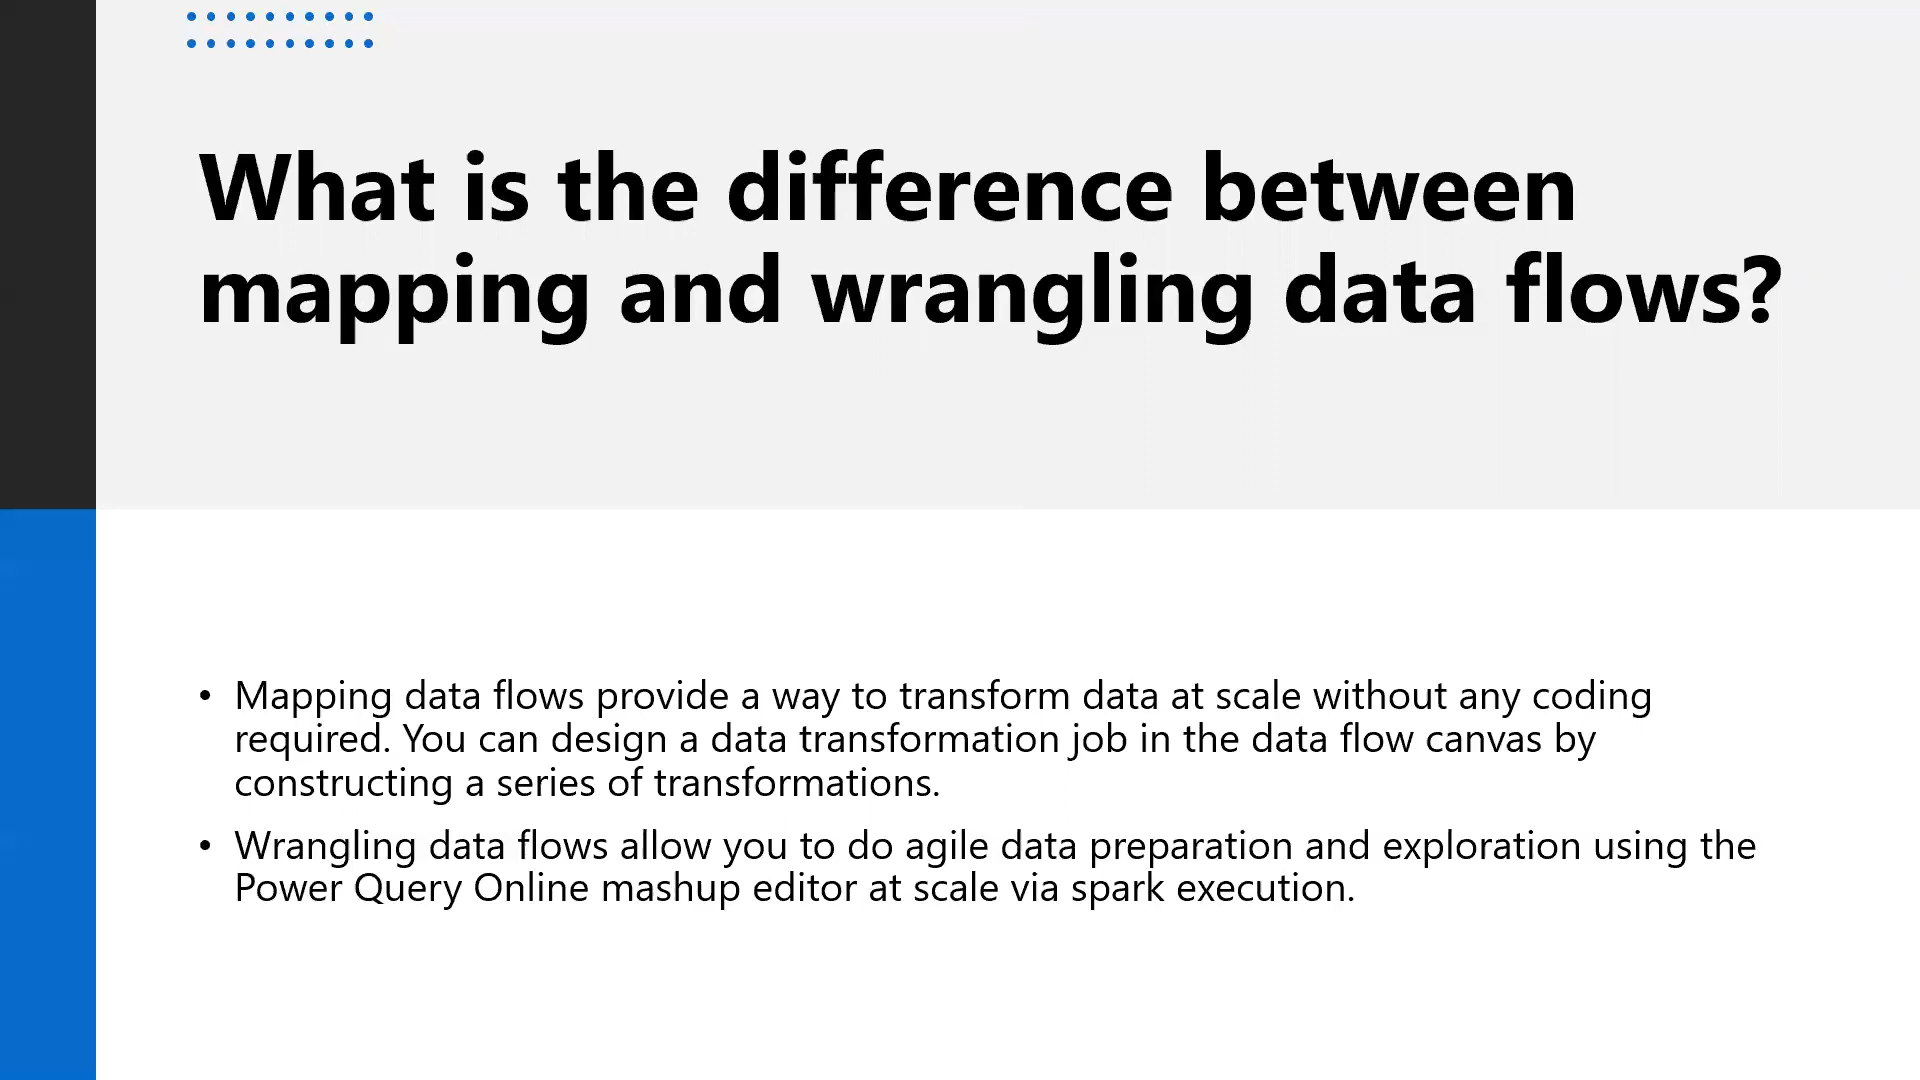 What is the difference between
mapping and wrangling data flows?
• Mapping data flows provide a way to transform data at scale without any coding
required. You can design a data transformation job in the data flow canvas by
constructing a series of transformations.
• Wrangling data flows allow you to do agile data preparation and exploration using the
Power Query Online mashup editor at scale via spark execution.